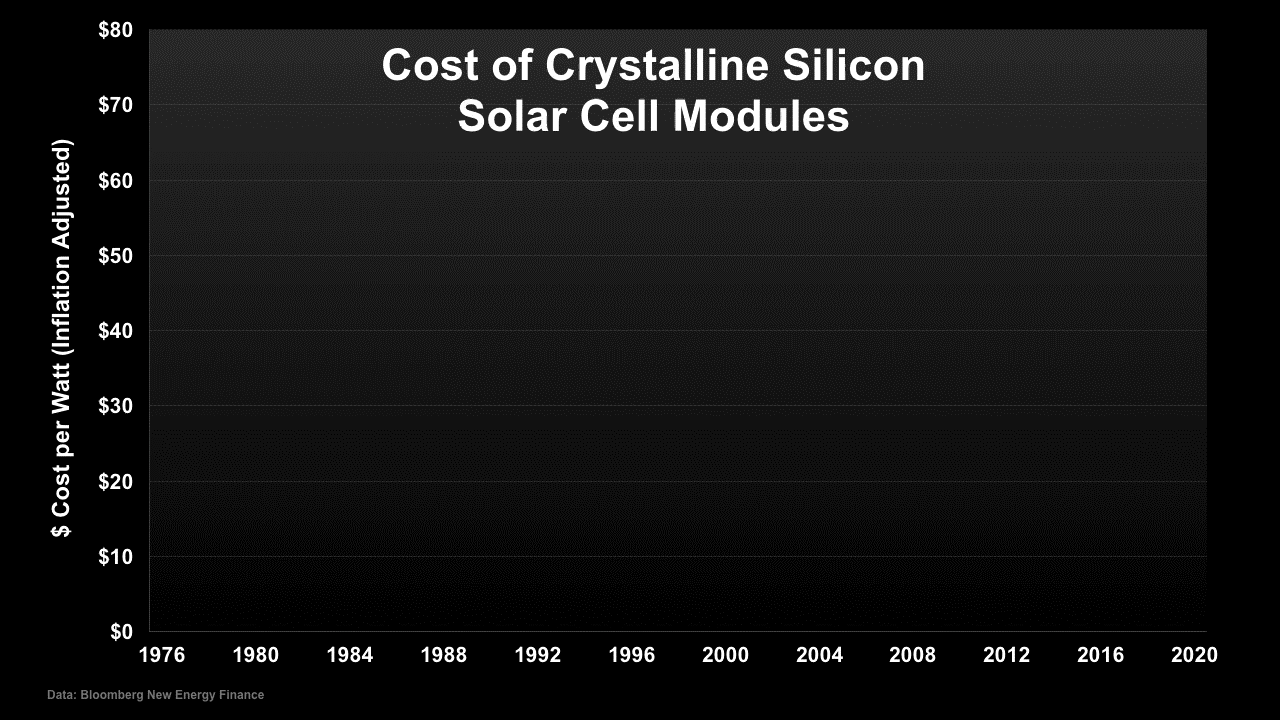 Cost of Crystalline Silicon
Solar Cell Modules
$ Cost per Watt (Inflation Adjusted)
$80
$70
$60
$50
$40
$30
$20
$10
$0
1976 1980 1984 1988 1992 1996 2000 2004 2008 2012 2016 2020
Data: Bloomberg New Energy Finance